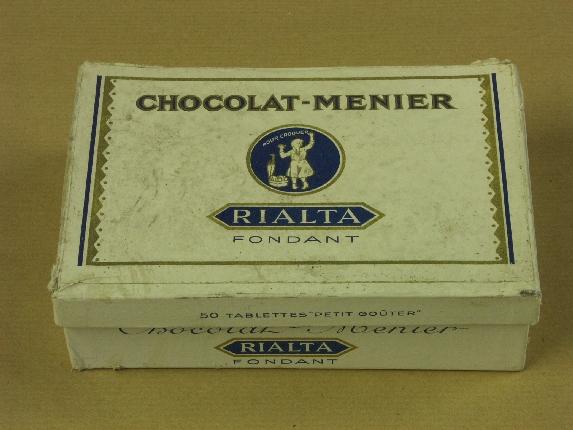 CHOCOLAT-MENIER
POUR CROQUER
RIALTA
FONDANT
50 TABLETTES "PETIT GOÛTER"
Chocolat-Menier
RIALTA
FONDANT